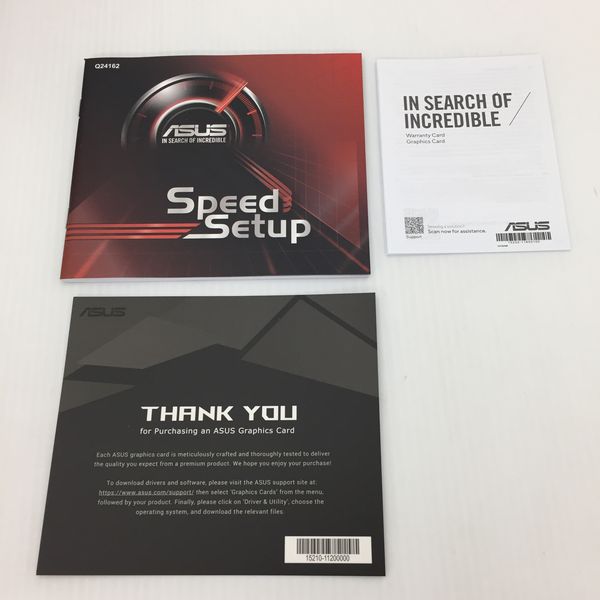 Q24162
ASUS
IN SEARCH OF INCREDIBLE
Speed
Setup
IN SEARCH OF
INCREDIBLE
Warranty Card
Graphics Card
Support
Scan now for assistance.
ASUS
ASUS
THANK YOU
for Purchasing an ASUS Graphics Card
Each ASUS graphics card is meticulously crafted and thoroughly tested to deliver
the quality you expect from a premium product. We hope you enjoy your purchase!
To download drivers and software, please visit the ASUS support site at:
https://www.asus.com/support/ then select 'Graphics Cards' from the menu,
followed by your product. Finally, please click on 'Driver & Utility', choose the
operating system, and download the relevant files.
15210-11200000